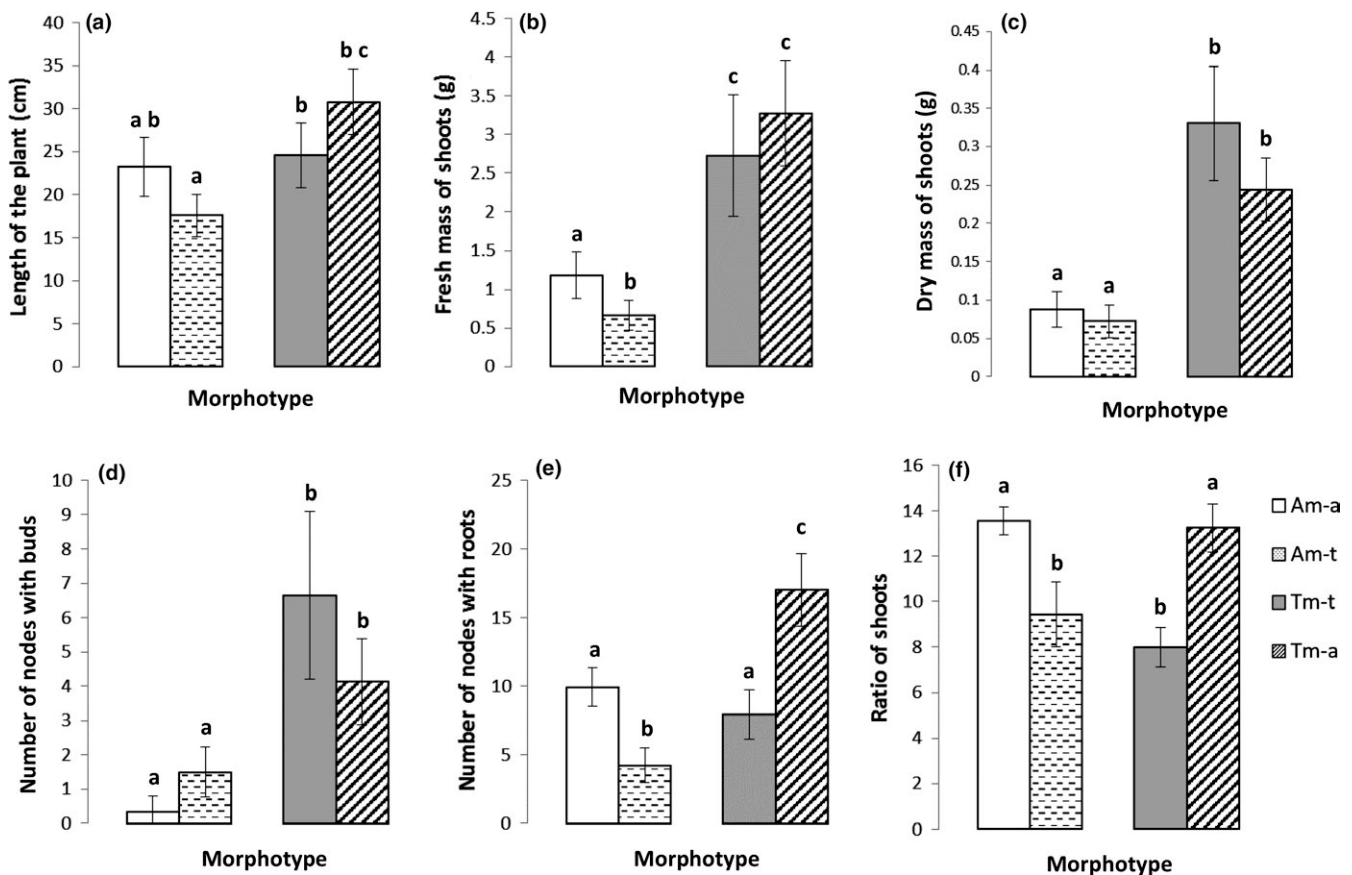 (a)
Length of the plant (cm)
40
35
30
25
20
15
10
5
0
a b
a
b
b c
Morphotype
(b)
Fresh mass of shoots (g)
4.5
4
3.5
3
2.5
2
1.5
1
0.5
0
a
b
c
c
Morphotype
(c)
Dry mass of shoots (g)
0.45
0.4
0.35
0.3
0.25
0.2
0.15
0.1
0.05
0
a
a
b
b
Morphotype
(d)
Number of nodes with buds
10
9
8
7
6
5
4
3
2
1
0
a
a
b
b
Morphotype
(e)
Number of nodes with roots
25
20
15
10
5
0
a
b
a
c
Morphotype
(f)
Ratio of shoots
16
14
12
10
8
6
4
2
0
a
b
b
a
Morphotype
Am-a
Am-t
Tm-t
Tm-a